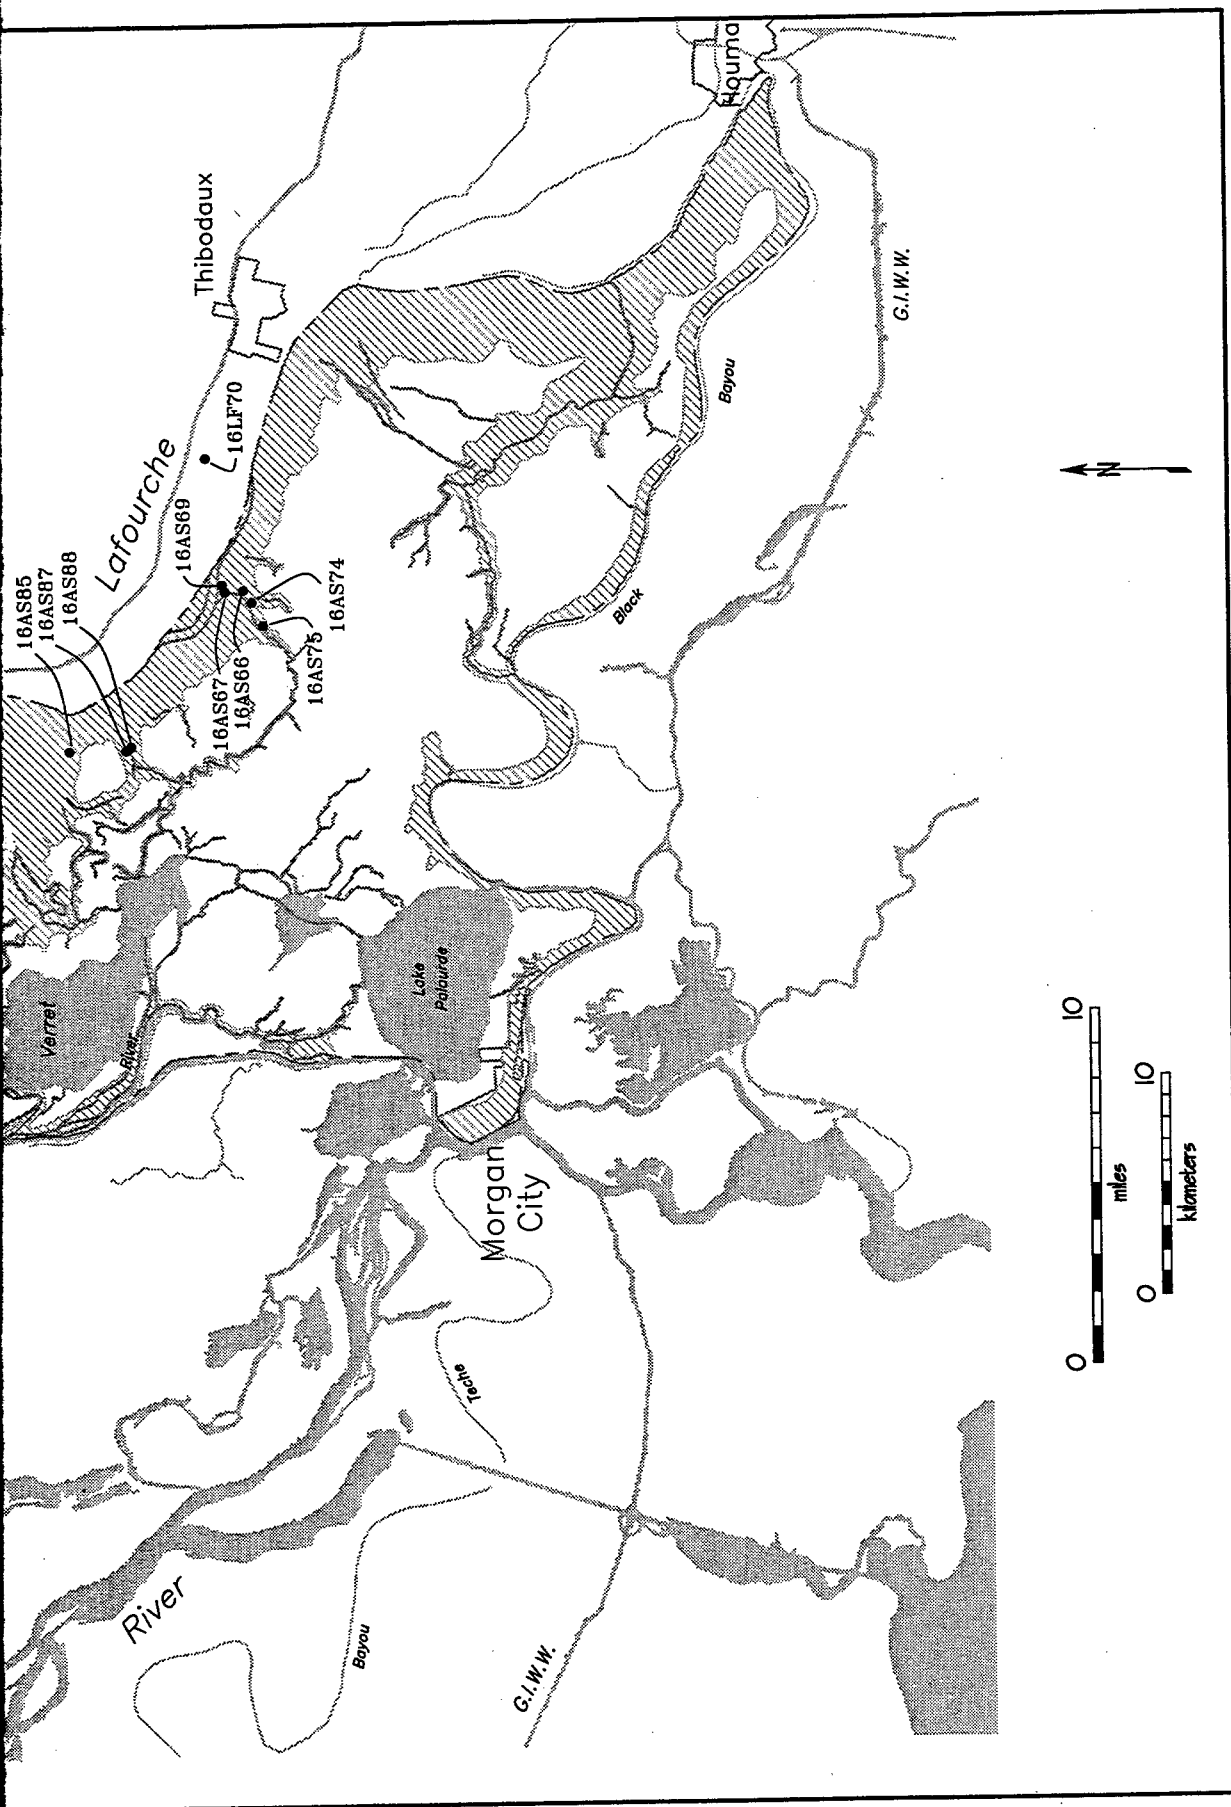 Houma
Thibodaux
Lafourche
16LF70
16AS69
16AS85
16AS87
16AS88
16AS74
16AS75
16AS66
16AS67
G.I.W.W.
Bayou
Black
N
Verret
River
Lake
Palourde
Morgan
City
Teche
River
Bayou
G.I.W.W.
0 10
miles
0 10
kilometers